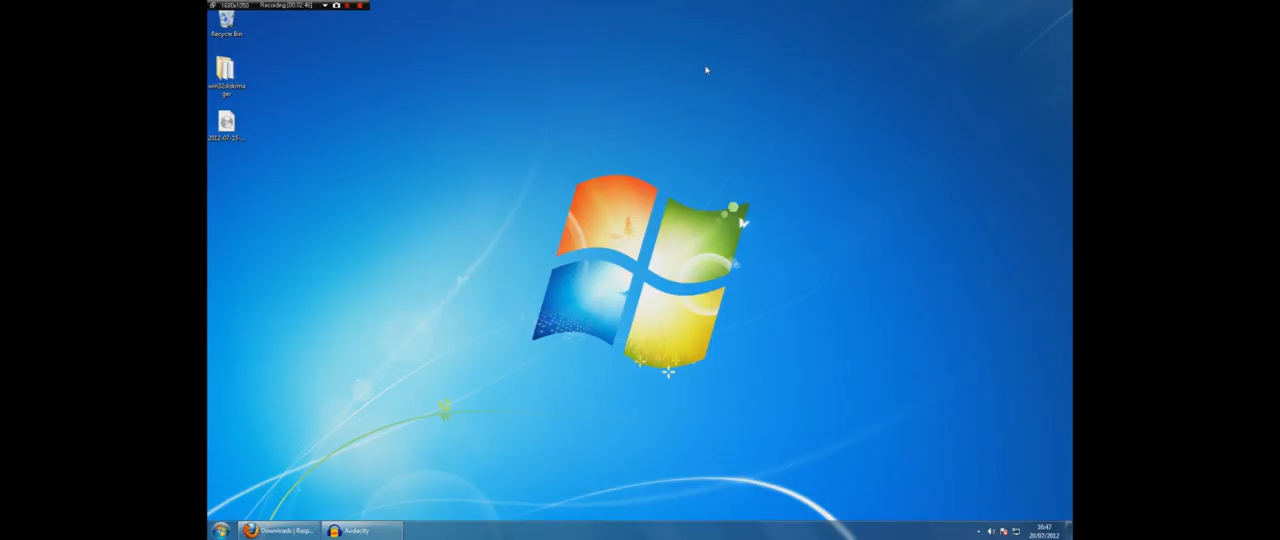 1680x1050 Recording [00:02:46]
Recycle Bin
win32diskima
ger
2012-07-15-...
Downloads | Rasp...
Audacity
16:47
20/07/2012